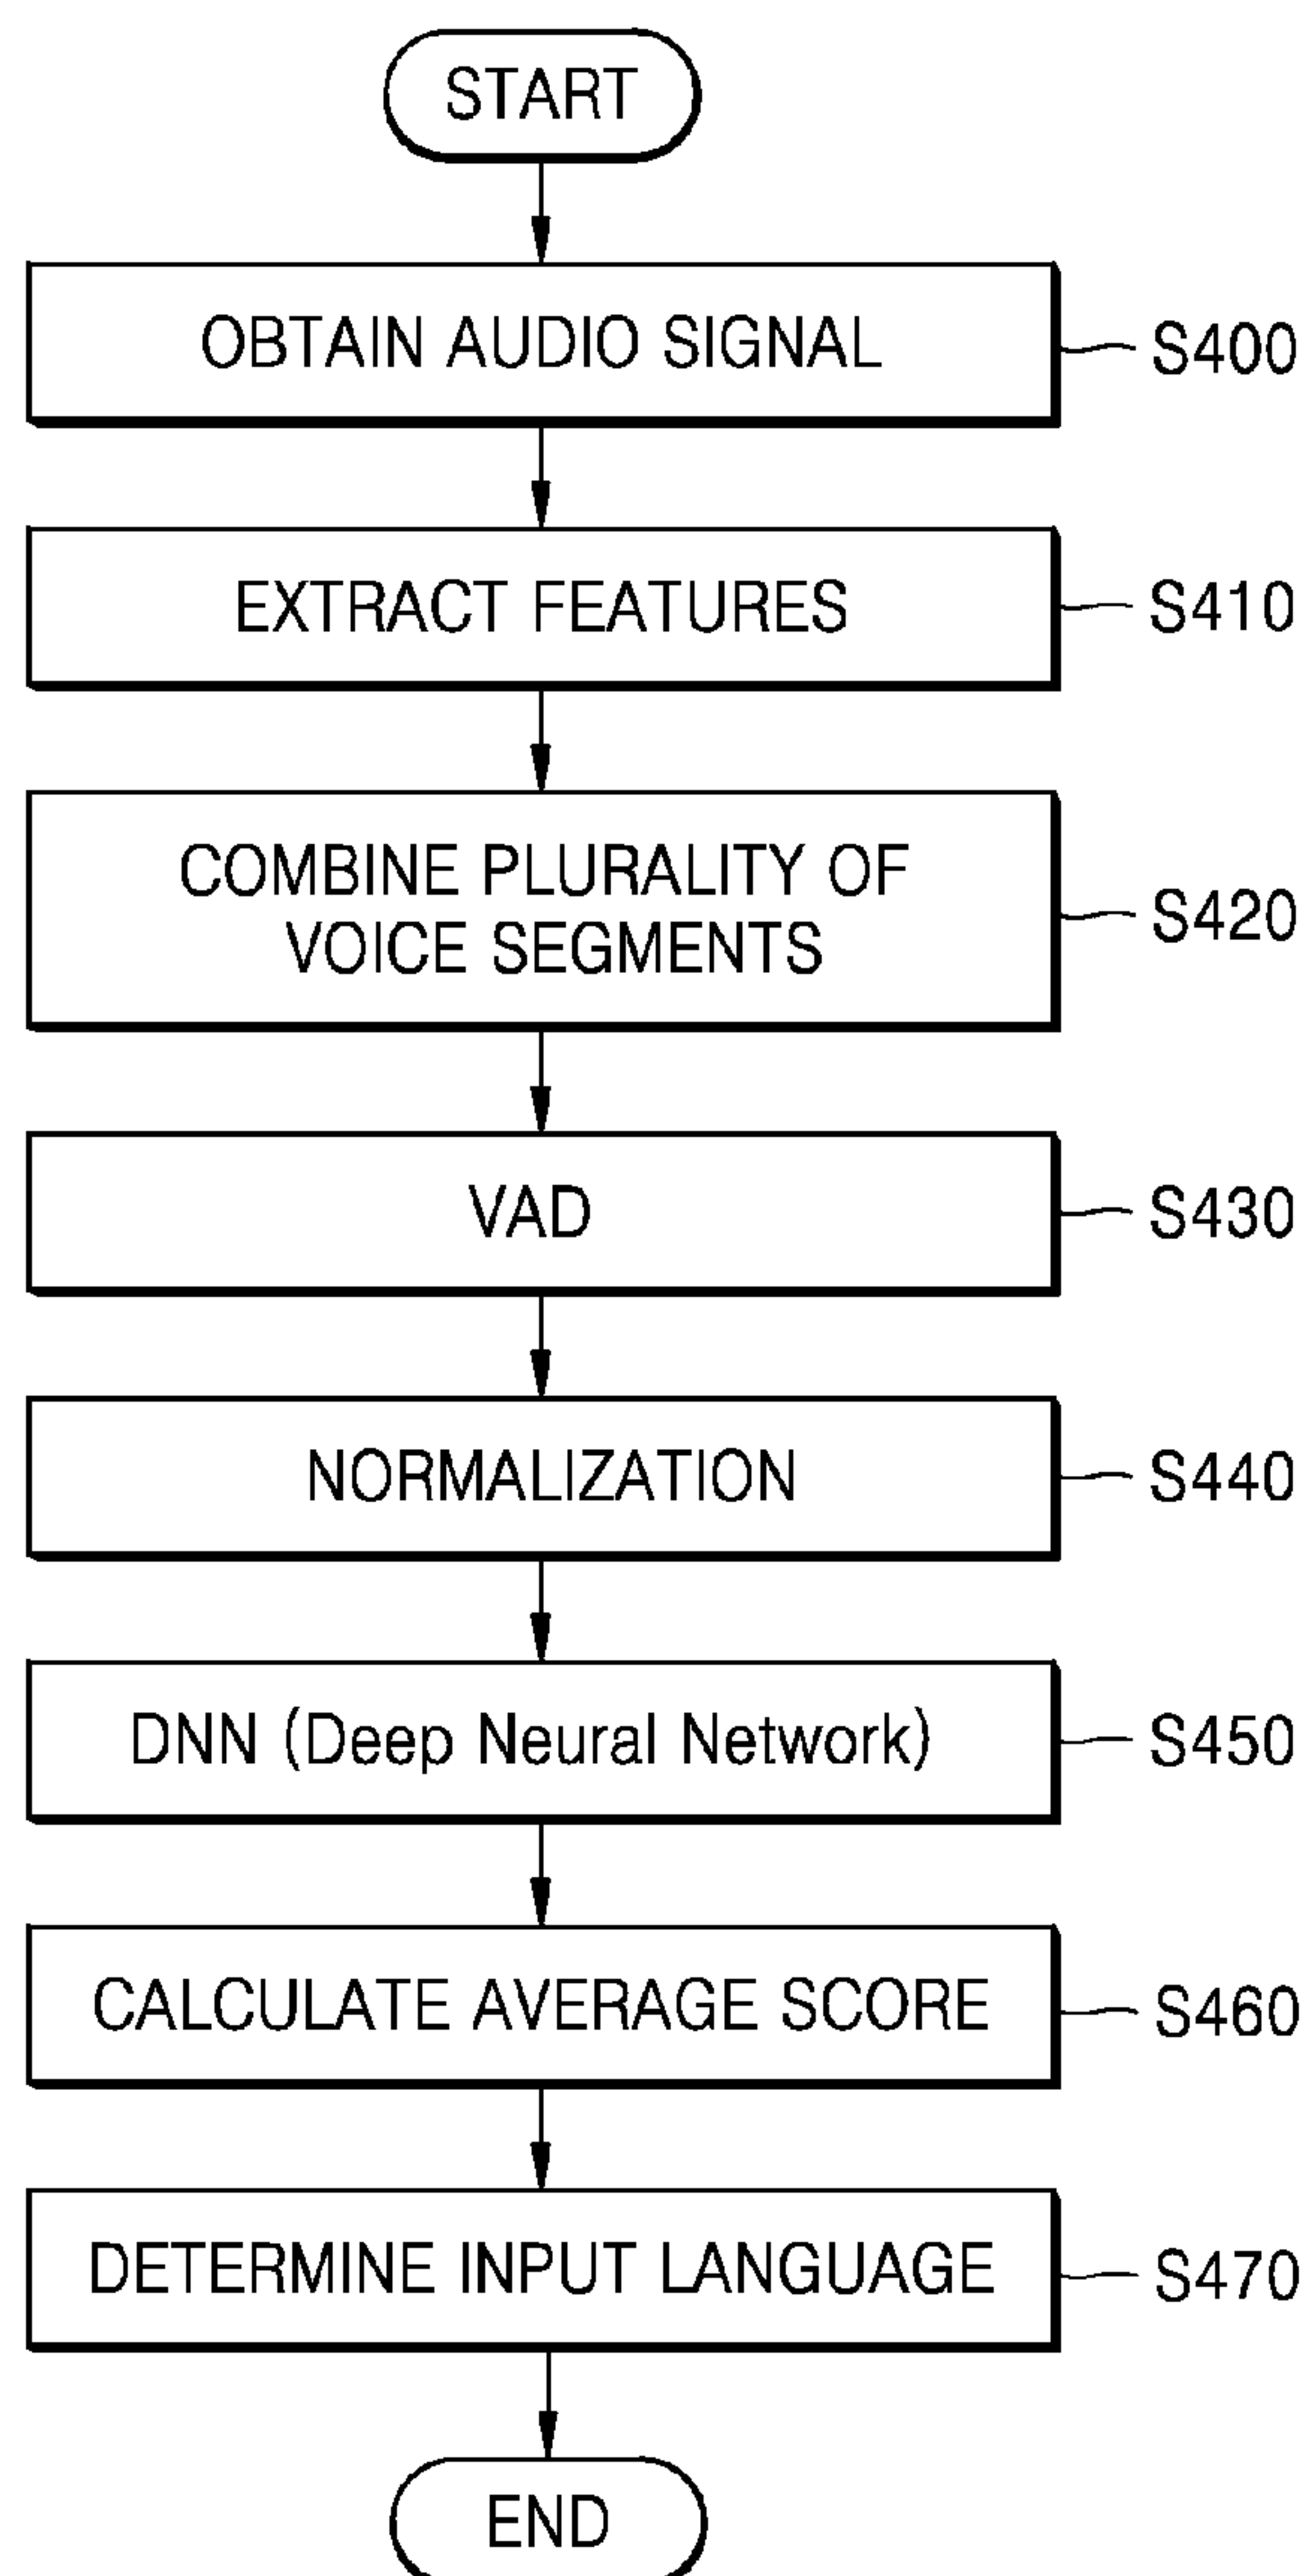 START
OBTAIN AUDIO SIGNAL
S400
EXTRACT FEATURES
S410
COMBINE PLURALITY OF
VOICE SEGMENTS
S420
VAD
S430
NORMALIZATION
S440
DNN (Deep Neural Network)
S450
CALCULATE AVERAGE SCORE
S460
DETERMINE INPUT LANGUAGE
S470
END